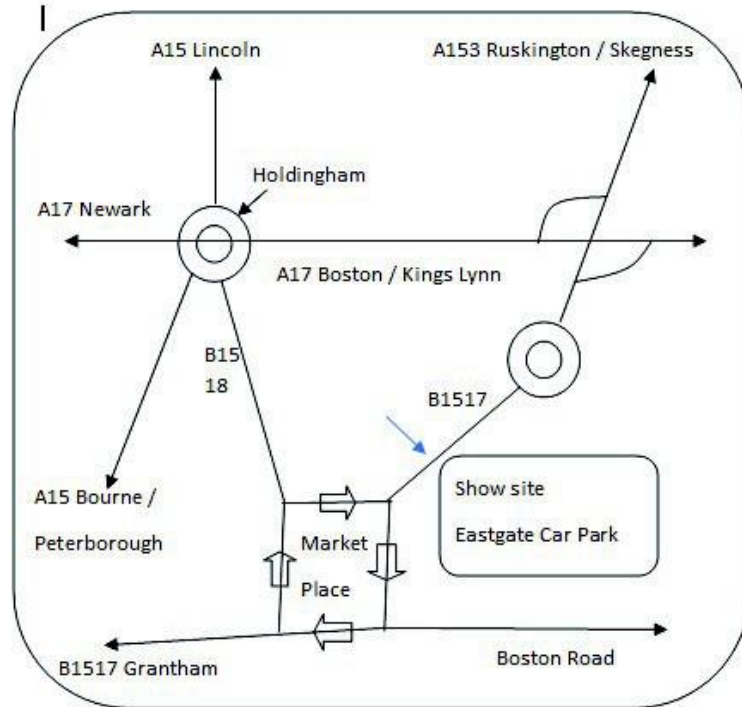 A15 Lincoln
A153 Ruskington / Skegness
Holdingham
A17 Newark
A17 Boston / Kings Lynn
B15
18
B1517
A15 Bourne /
Peterborough
Show site
Eastgate Car Park
Market
Place
B1517 Grantham
Boston Road